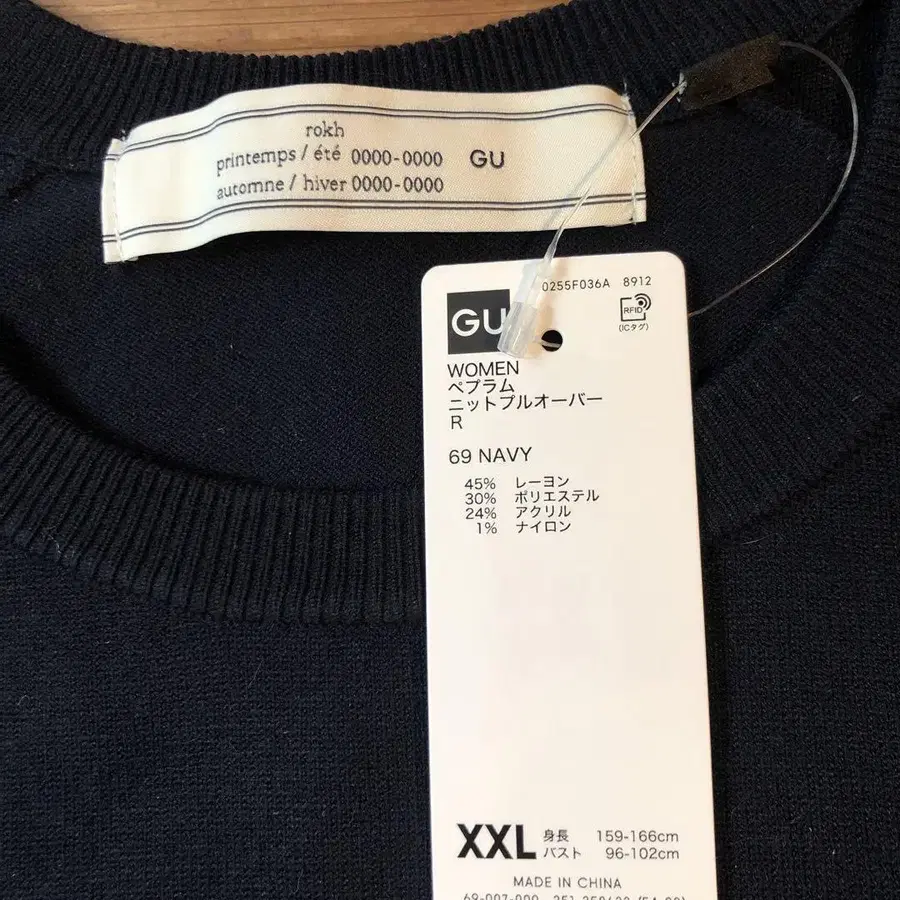 rokh
printemps / été 0000-0000 GU
automne / hiver 0000-0000
0255F036A 8912
GU
RFID
(ICタグ)
WOMEN
ペプラム
ニットプルオーバー
R
69 NAVY
45% レーヨン
30% ポリエステル
24% アクリル
1% ナイロン
XXL 身長 159-166cm
バスト 96-102cm
MADE IN CHINA